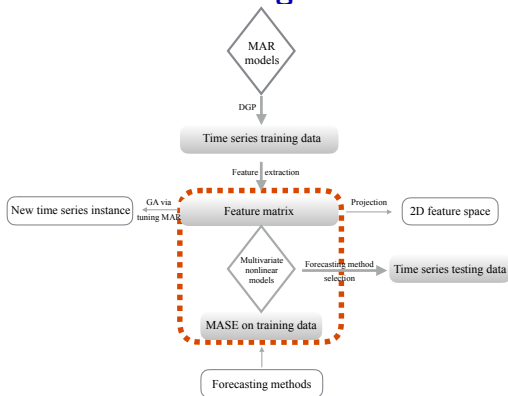 MAR
models
DGP
Time series training data
Feature extraction
GA via
tuning MAR
New time series instance
Feature matrix
Projection
2D feature space
Multivariate
nonlinear
models
Forecasting method
selection
Time series testing data
MASE on training data
Forecasting methods